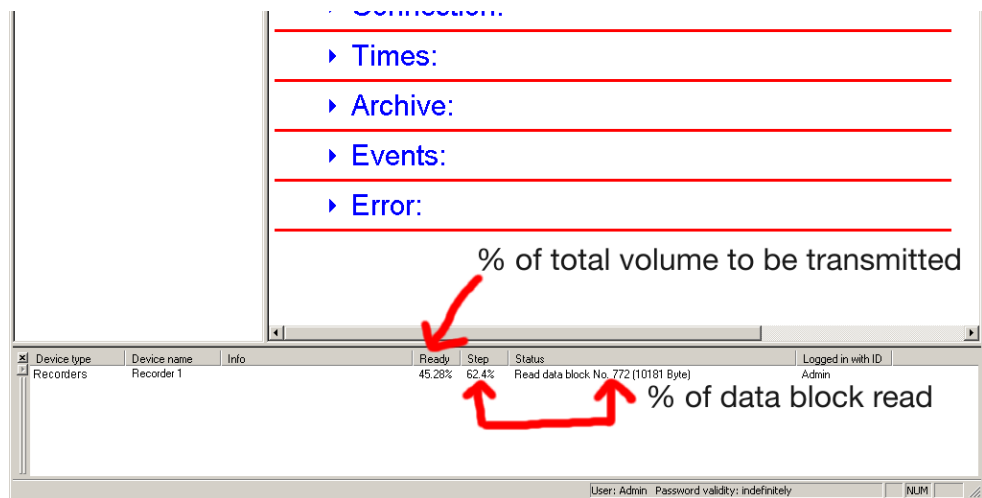 Connection:
Times:
Archive:
Events:
Error:
% of total volume to be transmitted
Device type Device name Info Ready Step Status Logged in with ID
Recorders Recorder 1 45.28% 62.4% Read data block No. 772 (10181 Byte) Admin
% of data block read
User: Admin Password validity: indefinitely NUM